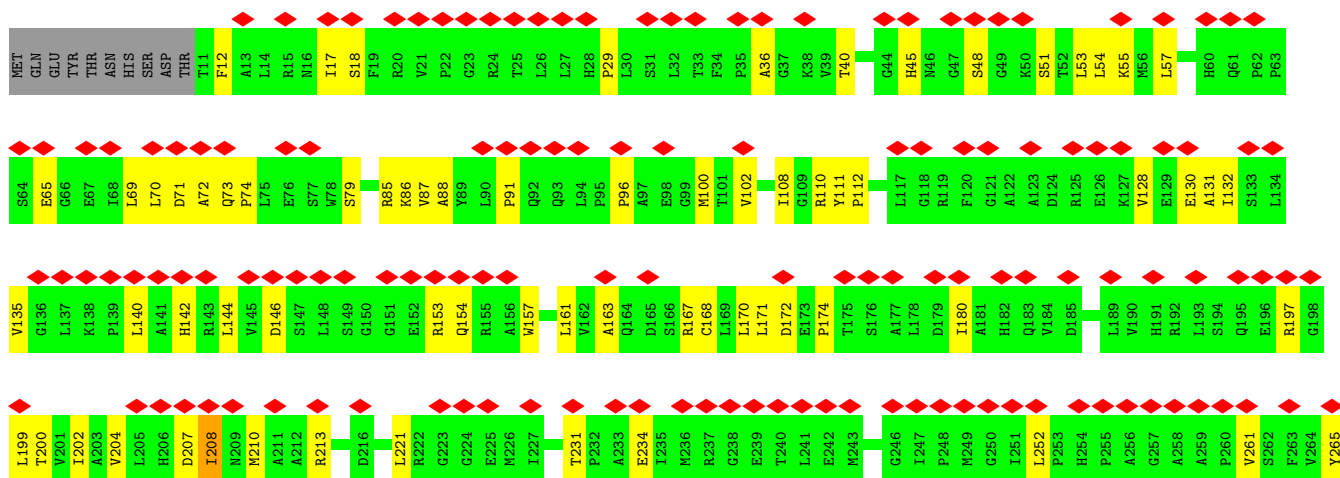 MET GLN GLU TYR THR ASN HIS SER ASP THR T11 F12 A13 L14 R15 N16 I17 S18 F19 R20 V21 P22 G23 R24 T25 L26 L27 H28 P29 L30 S31 L32 T33 F34 P35 A36 G37 K38 V39 T40 G44 H45 N46 G47 S48 G49 K50 S51 T52 L53 L54 K55 M56 L57 H60 Q61 P62 P63
S64 E65 G66 E67 I68 L69 L70 D71 A72 Q73 P74 L75 E76 S77 W78 S79 R85 K86 V87 A88 Y89 L90 P91 Q92 Q93 L94 P95 P96 A97 E98 G99 M100 T101 V102 I108 G109 R110 Y111 P112 L117 G118 R119 F120 G121 A122 A123 D124 R125 E126 K127 V128 E129 E130 A131 I132 S133 L134
V135 G136 L137 K138 P139 L140 A141 H142 R143 L144 V145 D146 S147 L148 S149 G150 G151 E152 R153 Q154 R155 A156 W157 L161 V162 A163 Q164 D165 S166 R167 C168 L169 L170 L171 D172 E173 P174 T175 S176 A177 L178 D179 I180 A181 H182 Q183 V184 D185 L189 V190 H191 R192 L193 S194 Q195 E196 R197 G198
L199 T200 V201 I202 A203 V204 L205 H206 D207 I208 N209 M210 A211 A212 R213 D216 L221 R222 G223 G224 E225 M226 I227 T231 P232 A233 E234 I235 M236 R237 G238 E239 T240 L241 E242 M243 G246 I247 P248 M249 G250 I251 L252 P253 H254 P255 A256 G257 A258 A259 P260 V261 S262 F263 V264 Y265